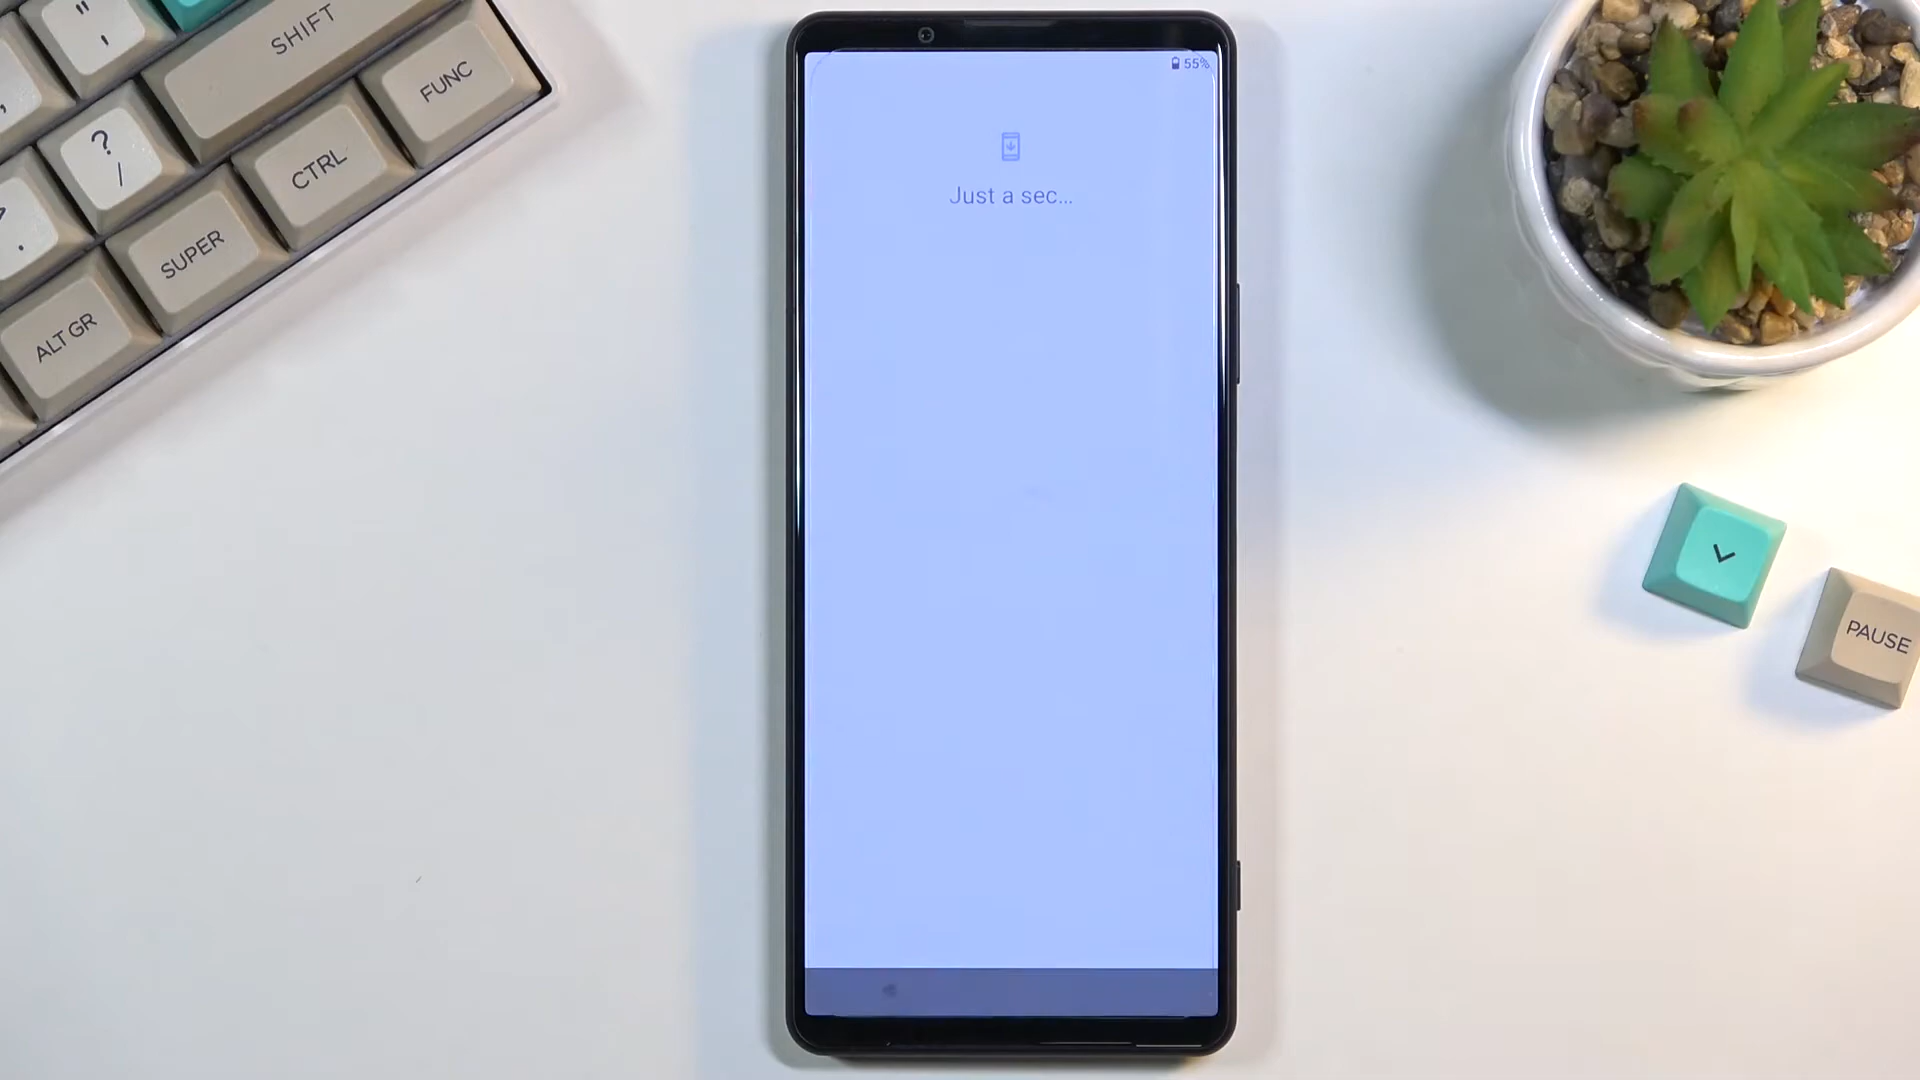 "
,
SHIFT
FUNC
?
/
CTRL
.
SUPER
ALT GR
55%
Just a sec...
PAUSE